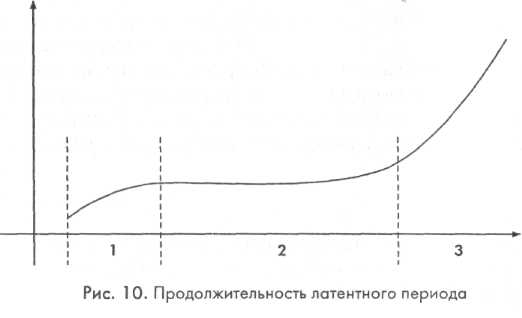 1 2 3
Рис. 10. Продолжительность латентного периода